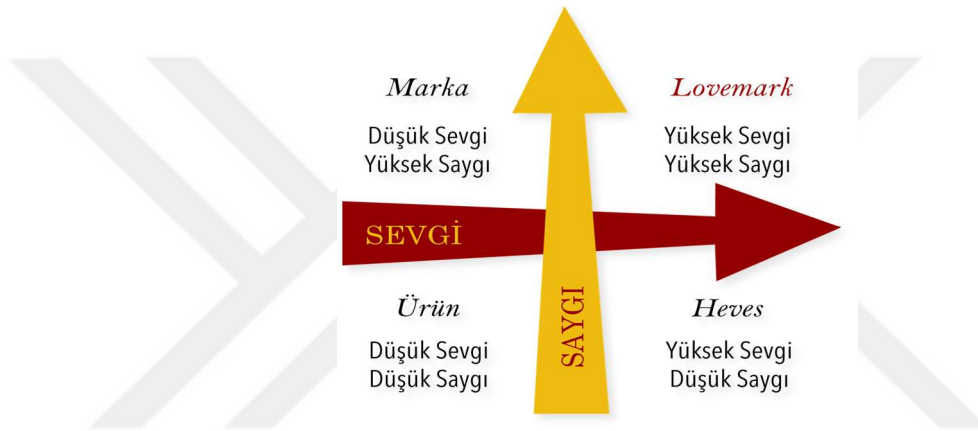 Marka
Düşük Sevgi
Yüksek Saygı
Lovemark
Yüksek Sevgi
Yüksek Saygı
SEVGİ
SAYGI
Ürün
Düşük Sevgi
Düşük Saygı
Heves
Yüksek Sevgi
Düşük Saygı